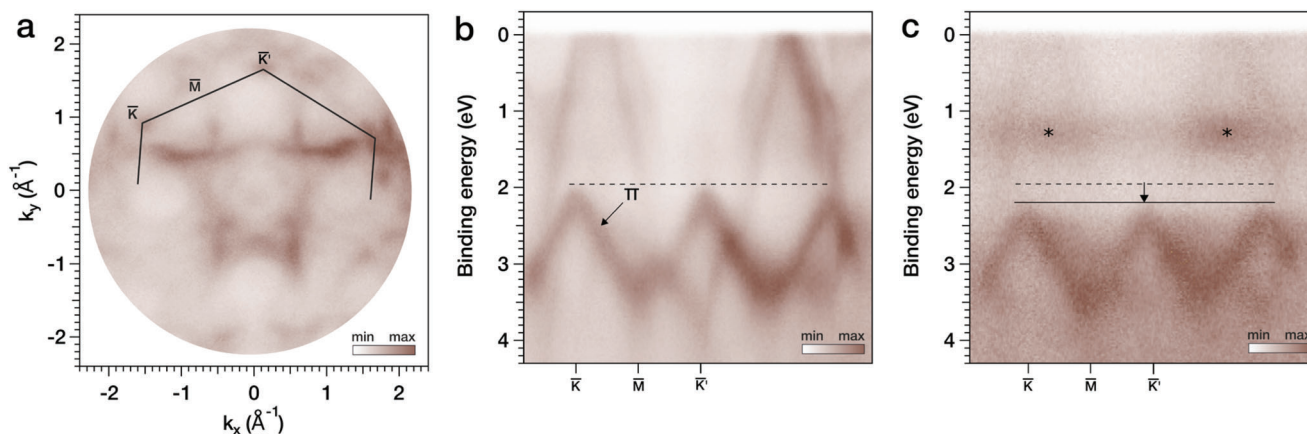 a
b
c
2
1
0
-1
-2
-2
-1
0
1
2
k_y (Å⁻¹)
k_x (Å⁻¹)
K̅
M̅
K̅'
min max
0
1
2
3
4
Binding energy (eV)
π
min max
K̅
M̅
K̅'
0
1
2
3
4
Binding energy (eV)
*
*
min max
K̅
M̅
K̅'